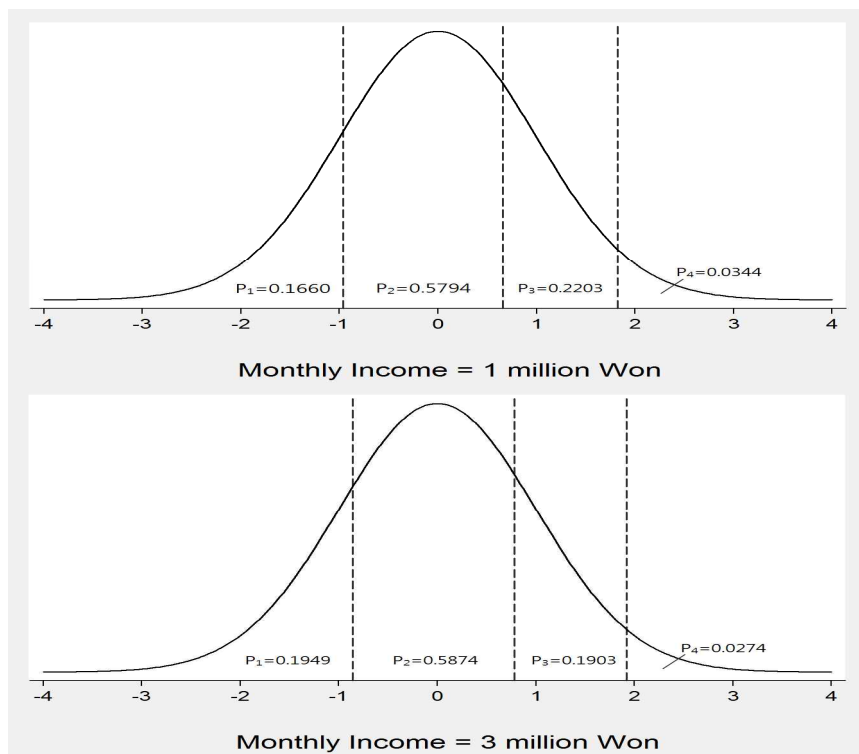 P₄=0.0344
P₁=0.1660 P₂=0.5794 P₃=0.2203
-4 -3 -2 -1 0 1 2 3 4
Monthly Income = 1 million Won
P₄=0.0274
P₁=0.1949 P₂=0.5874 P₃=0.1903
-4 -3 -2 -1 0 1 2 3 4
Monthly Income = 3 million Won